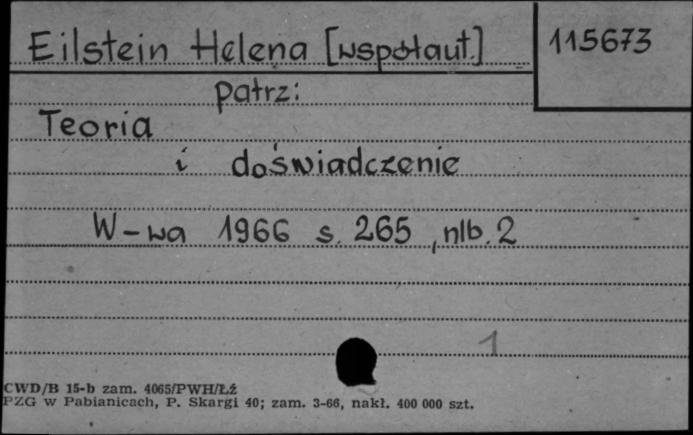 Eilstein Helena [współaut.] 115673
patrz:
Teoria
i doświadczenie
W-wa 1966 s. 265, nlb. 2
1
CWD/B 15-b zam. 4065/PWH/ŁŹ
PZG w Pabianicach, P. Skargi 40; zam. 3-66, nakł. 400 000 szt.